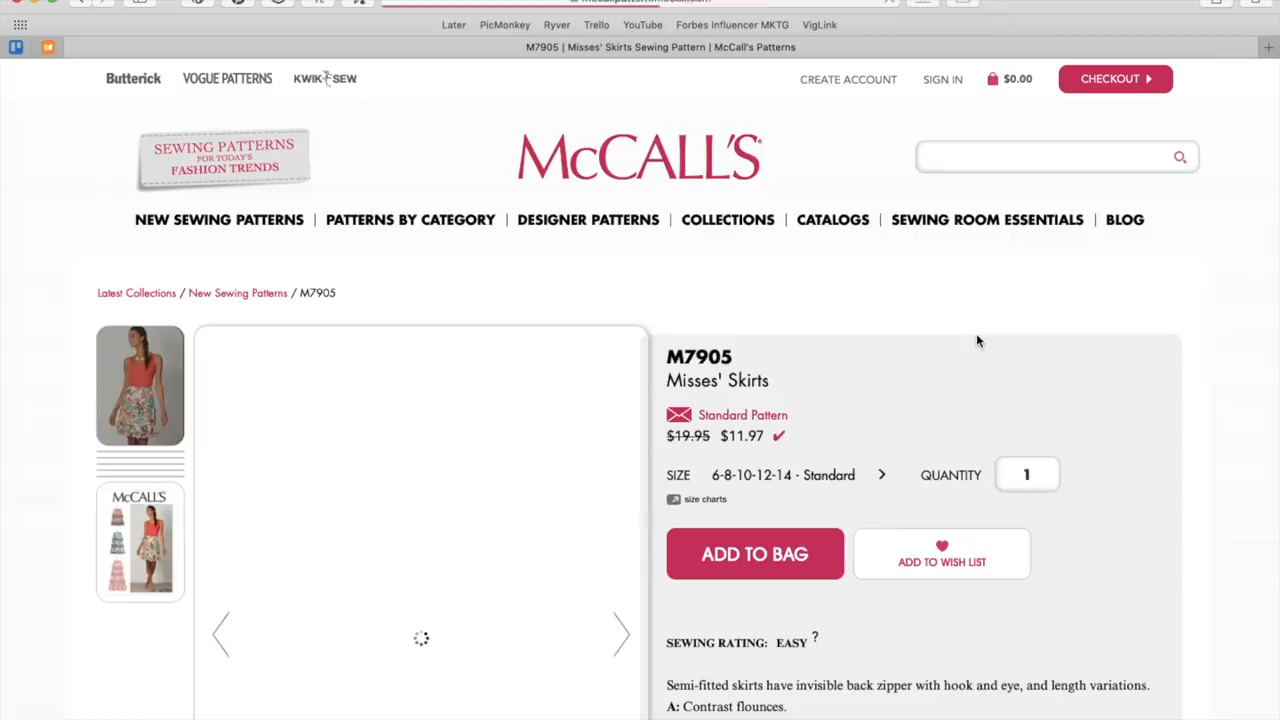 Later PicMonkey Ryver Trello YouTube Forbes Influencer MKTG VigLink
M7905 | Misses' Skirts Sewing Pattern | McCall's Patterns
Butterick VOGUE PATTERNS KWIK SEW CREATE ACCOUNT SIGN IN $0.00 CHECKOUT
SEWING PATTERNS
FOR TODAY'S
FASHION TRENDS
McCALL'S
NEW SEWING PATTERNS | PATTERNS BY CATEGORY | DESIGNER PATTERNS | COLLECTIONS | CATALOGS | SEWING ROOM ESSENTIALS | BLOG
Latest Collections / New Sewing Patterns / M7905
McCALL'S
M7905
Misses' Skirts
Standard Pattern
$19.95 $11.97
SIZE 6-8-10-12-14 - Standard QUANTITY 1
size charts
ADD TO BAG
ADD TO WISH LIST
SEWING RATING: EASY ?
Semi-fitted skirts have invisible back zipper with hook and eye, and length variations.
A: Contrast flounces.